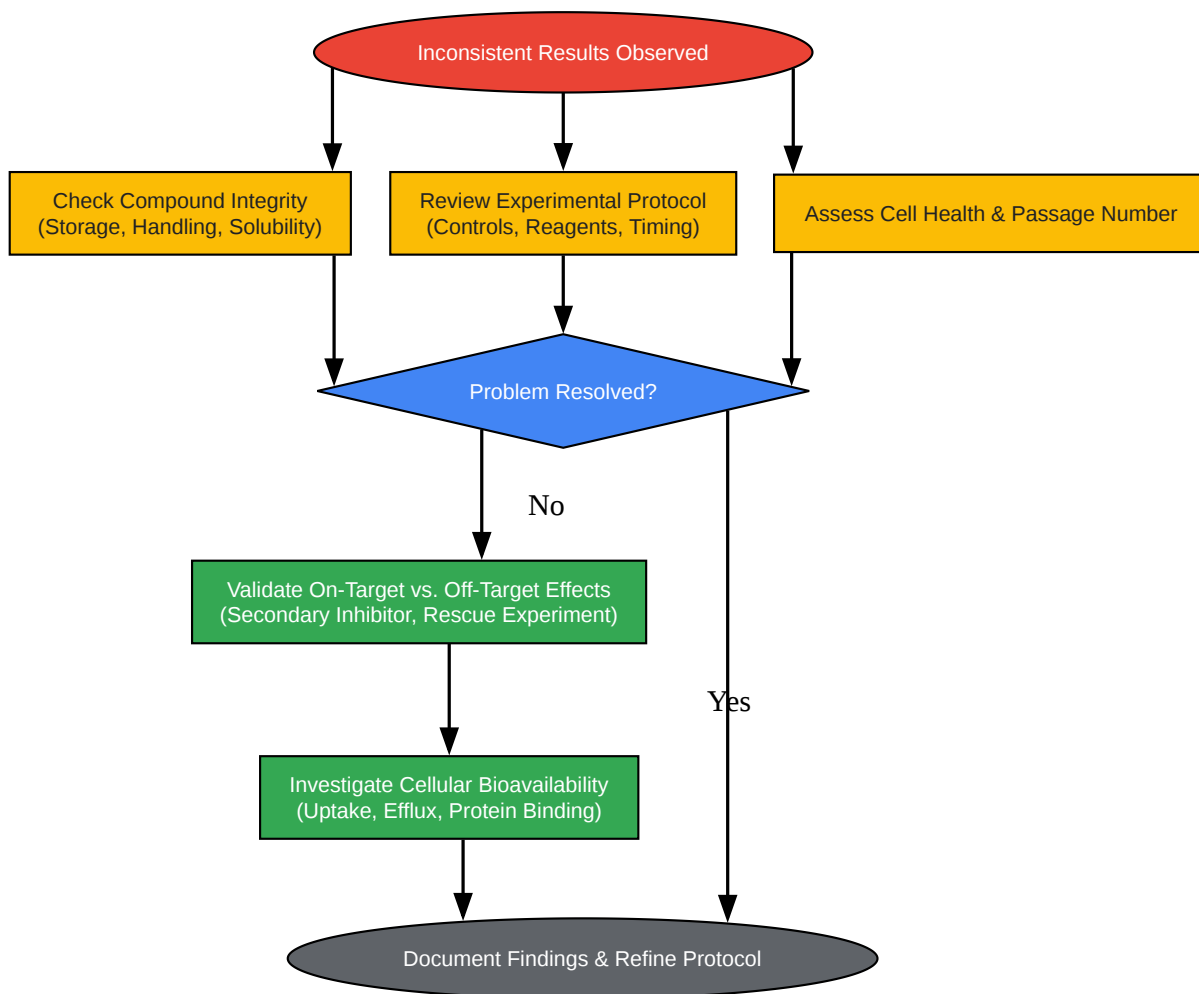 Inconsistent Results Observed
Check Compound Integrity
(Storage, Handling, Solubility)
Review Experimental Protocol
(Controls, Reagents, Timing)
Assess Cell Health & Passage Number
Problem Resolved?
No
Validate On-Target vs. Off-Target Effects
(Secondary Inhibitor, Rescue Experiment)
Yes
Investigate Cellular Bioavailability
(Uptake, Efflux, Protein Binding)
Document Findings & Refine Protocol